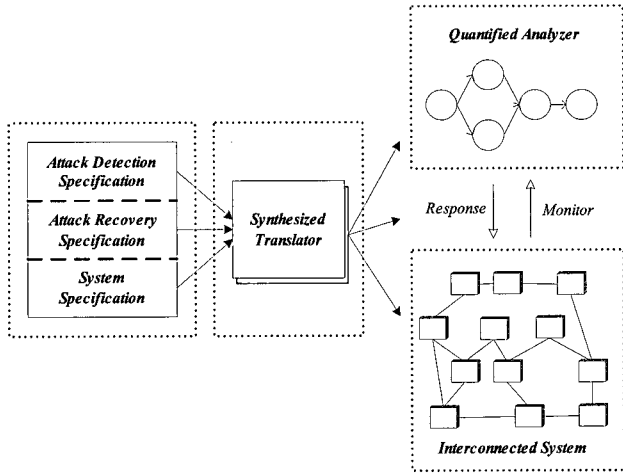 Quantified Analyzer
Attack Detection
Specification
Attack Recovery
Specification
System
Specification
Synthesized
Translator
Response
Monitor
Interconnected System